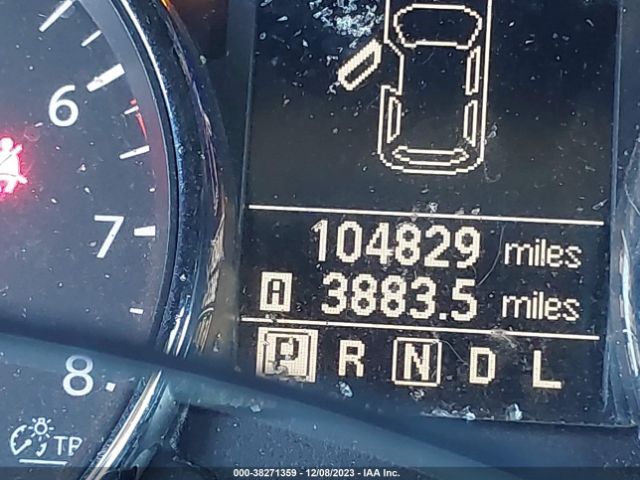 6
7
8
104829 miles
A 3883.5 miles
P R N D L
000-38271359 | 12/08/2023 - IAA Inc.